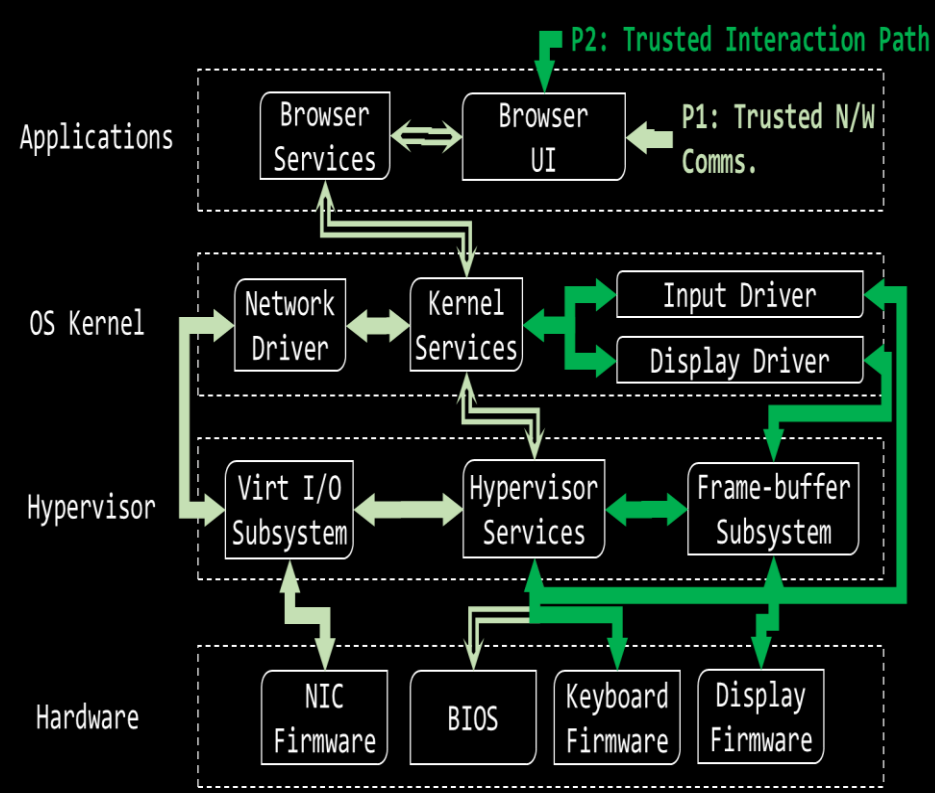 P2: Trusted Interaction Path
Applications
Browser
Services
Browser
UI
P1: Trusted N/W
Comms.
OS Kernel
Network
Driver
Kernel
Services
Input Driver
Display Driver
Hypervisor
Virt I/O
Subsystem
Hypervisor
Services
Frame-buffer
Subsystem
Hardware
NIC
Firmware
BIOS
Keyboard
Firmware
Display
Firmware